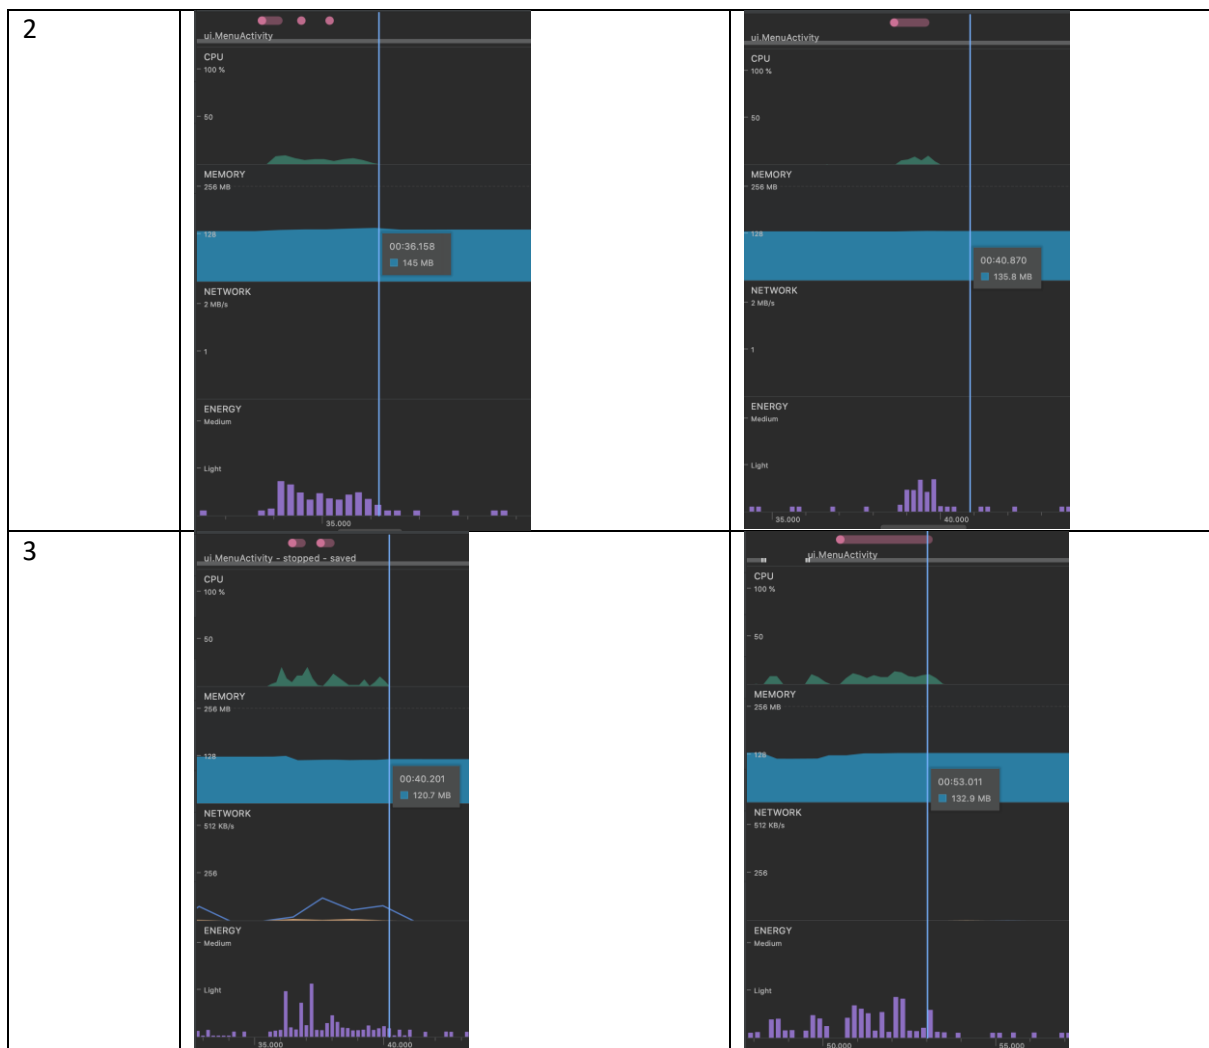 2
ui.MenuActivity
CPU
100 %
50
MEMORY
256 MB
128
00:36.158
145 MB
NETWORK
2 MB/s
1
ENERGY
Medium
Light
35.000
ui.MenuActivity
CPU
100 %
50
MEMORY
256 MB
128
00:40.870
135.8 MB
NETWORK
2 MB/s
1
ENERGY
Medium
Light
35.000 40.000
3
ui.MenuActivity - stopped - saved
CPU
100 %
50
MEMORY
256 MB
128
00:40.201
120.7 MB
NETWORK
512 KB/s
256
ENERGY
Medium
Light
35.000 40.000
ui.MenuActivity
CPU
100 %
50
MEMORY
256 MB
128
00:53.011
132.9 MB
NETWORK
512 KB/s
256
ENERGY
Medium
Light
50.000 55.000